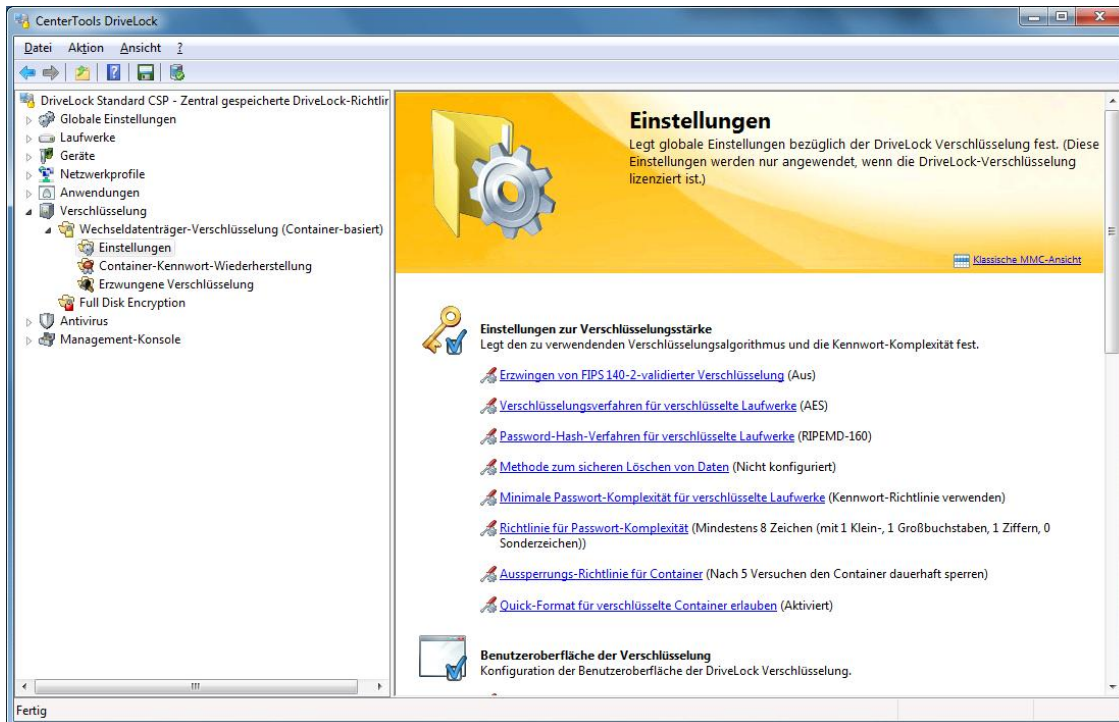 CenterTools DriveLock
Datei Aktion Ansicht ?
DriveLock Standard CSP - Zentral gespeicherte DriveLock-Richtlir
Globale Einstellungen
Laufwerke
Geräte
Netzwerkprofile
Anwendungen
Verschlüsselung
Wechseldatenträger-Verschlüsselung (Container-basiert)
Einstellungen
Container-Kennwort-Wiederherstellung
Erzwungene Verschlüsselung
Full Disk Encryption
Antivirus
Management-Konsole
Einstellungen
Legt globale Einstellungen bezüglich der DriveLock Verschlüsselung fest. (Diese
Einstellungen werden nur angewendet, wenn die DriveLock-Verschlüsselung
lizenziert ist.)
Klassische MMC-Ansicht
Einstellungen zur Verschlüsselungsstärke
Legt den zu verwendenden Verschlüsselungsalgorithmus und die Kennwort-Komplexität fest.
Erzwingen von FIPS 140-2-validierter Verschlüsselung (Aus)
Verschlüsselungsverfahren für verschlüsselte Laufwerke (AES)
Password-Hash-Verfahren für verschlüsselte Laufwerke (RIPEMD-160)
Methode zum sicheren Löschen von Daten (Nicht konfiguriert)
Minimale Passwort-Komplexität für verschlüsselte Laufwerke (Kennwort-Richtlinie verwenden)
Richtlinie für Passwort-Komplexität (Mindestens 8 Zeichen (mit 1 Klein-, 1 Großbuchstaben, 1 Ziffern, 0
Sonderzeichen))
Aussperrungs-Richtlinie für Container (Nach 5 Versuchen den Container dauerhaft sperren)
Quick-Format für verschlüsselte Container erlauben (Aktiviert)
Benutzeroberfläche der Verschlüsselung
Konfiguration der Benutzeroberfläche der DriveLock Verschlüsselung.
Fertig